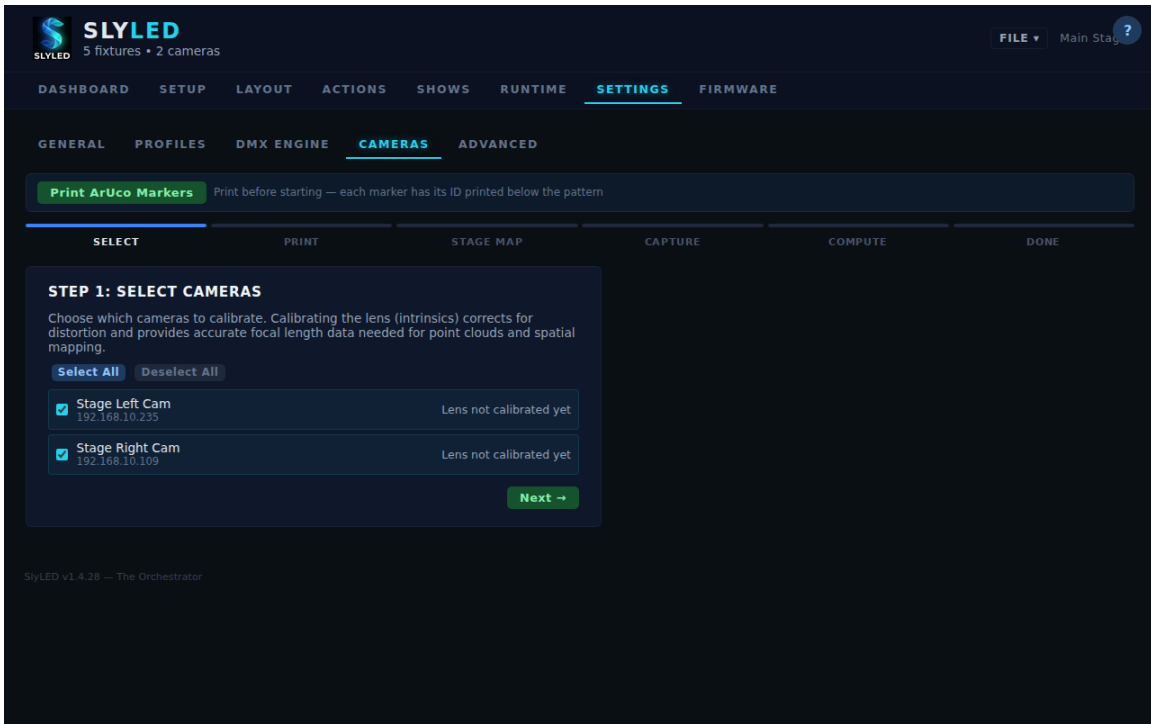 SLYLED
SLYLED
5 fixtures • 2 cameras
FILE ▾
Main Stag
?
DASHBOARD
SETUP
LAYOUT
ACTIONS
SHOWS
RUNTIME
SETTINGS
FIRMWARE
GENERAL
PROFILES
DMX ENGINE
CAMERAS
ADVANCED
Print ArUco Markers
Print before starting — each marker has its ID printed below the pattern
SELECT
PRINT
STAGE MAP
CAPTURE
COMPUTE
DONE
STEP 1: SELECT CAMERAS
Choose which cameras to calibrate. Calibrating the lens (intrinsics) corrects for
distortion and provides accurate focal length data needed for point clouds and spatial
mapping.
Select All
Deselect All
Stage Left Cam
192.168.10.235
Lens not calibrated yet
Stage Right Cam
192.168.10.109
Lens not calibrated yet
Next →
SlyLED v1.4.28 — The Orchestrator